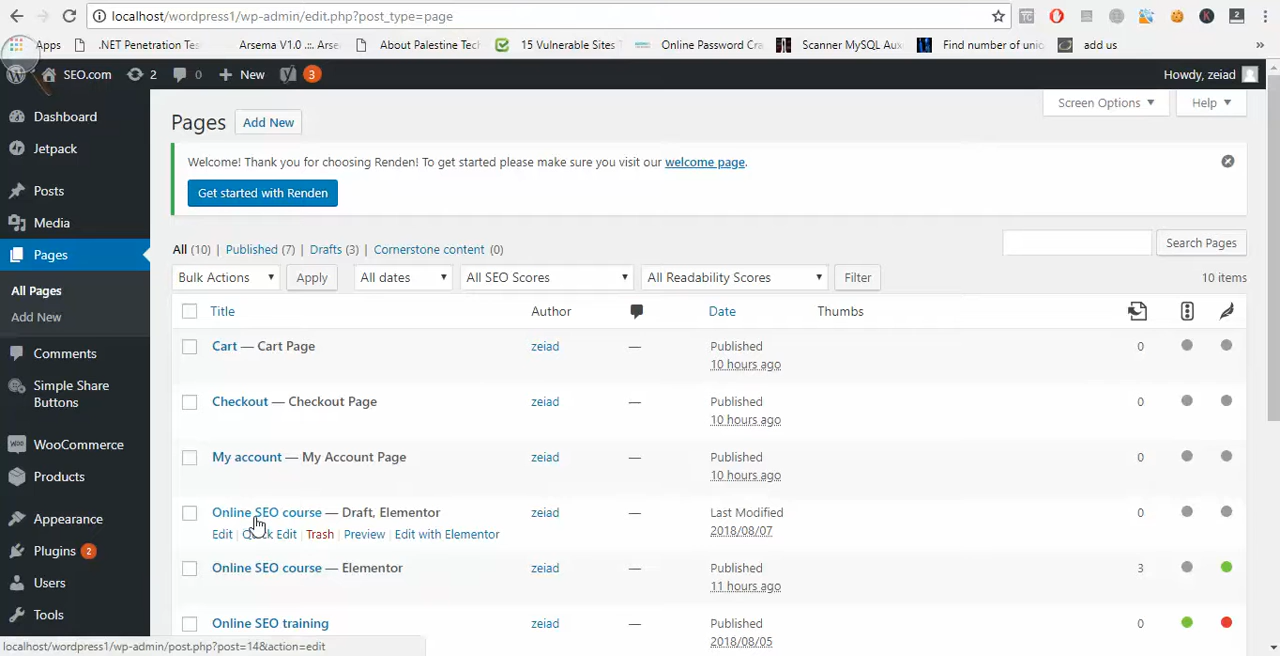 localhost/wordpress1/wp-admin/edit.php?post_type=page
Apps .NET Penetration Tes Arsema V1.0 .::. Arse About Palestine Tech 15 Vulnerable Sites Online Password Cra Scanner MySQL Aux Find number of unic add us »
SEO.com 2 0 + New 3 Howdy, zeiad
Dashboard
Jetpack
Posts
Media
Pages
All Pages
Add New
Comments
Simple Share
Buttons
WooCommerce
Products
Appearance
Plugins 2
Users
Tools
Screen Options ▼ Help ▼
Pages Add New
Welcome! Thank you for choosing Renden! To get started please make sure you visit our welcome page.
Get started with Renden
All (10) | Published (7) | Drafts (3) | Cornerstone content (0)
Search Pages
Bulk Actions Apply All dates All SEO Scores All Readability Scores Filter 10 items
Title Author Date Thumbs
Cart — Cart Page zeiad — Published 0
10 hours ago
Checkout — Checkout Page zeiad — Published 0
10 hours ago
My account — My Account Page zeiad — Published 0
10 hours ago
Online SEO course — Draft, Elementor zeiad — Last Modified 0
Edit | Quick Edit | Trash | Preview | Edit with Elementor 2018/08/07
Online SEO course — Elementor zeiad — Published 3
11 hours ago
Online SEO training zeiad — Published 0
2018/08/05
localhost/wordpress1/wp-admin/post.php?post=14&action=edit